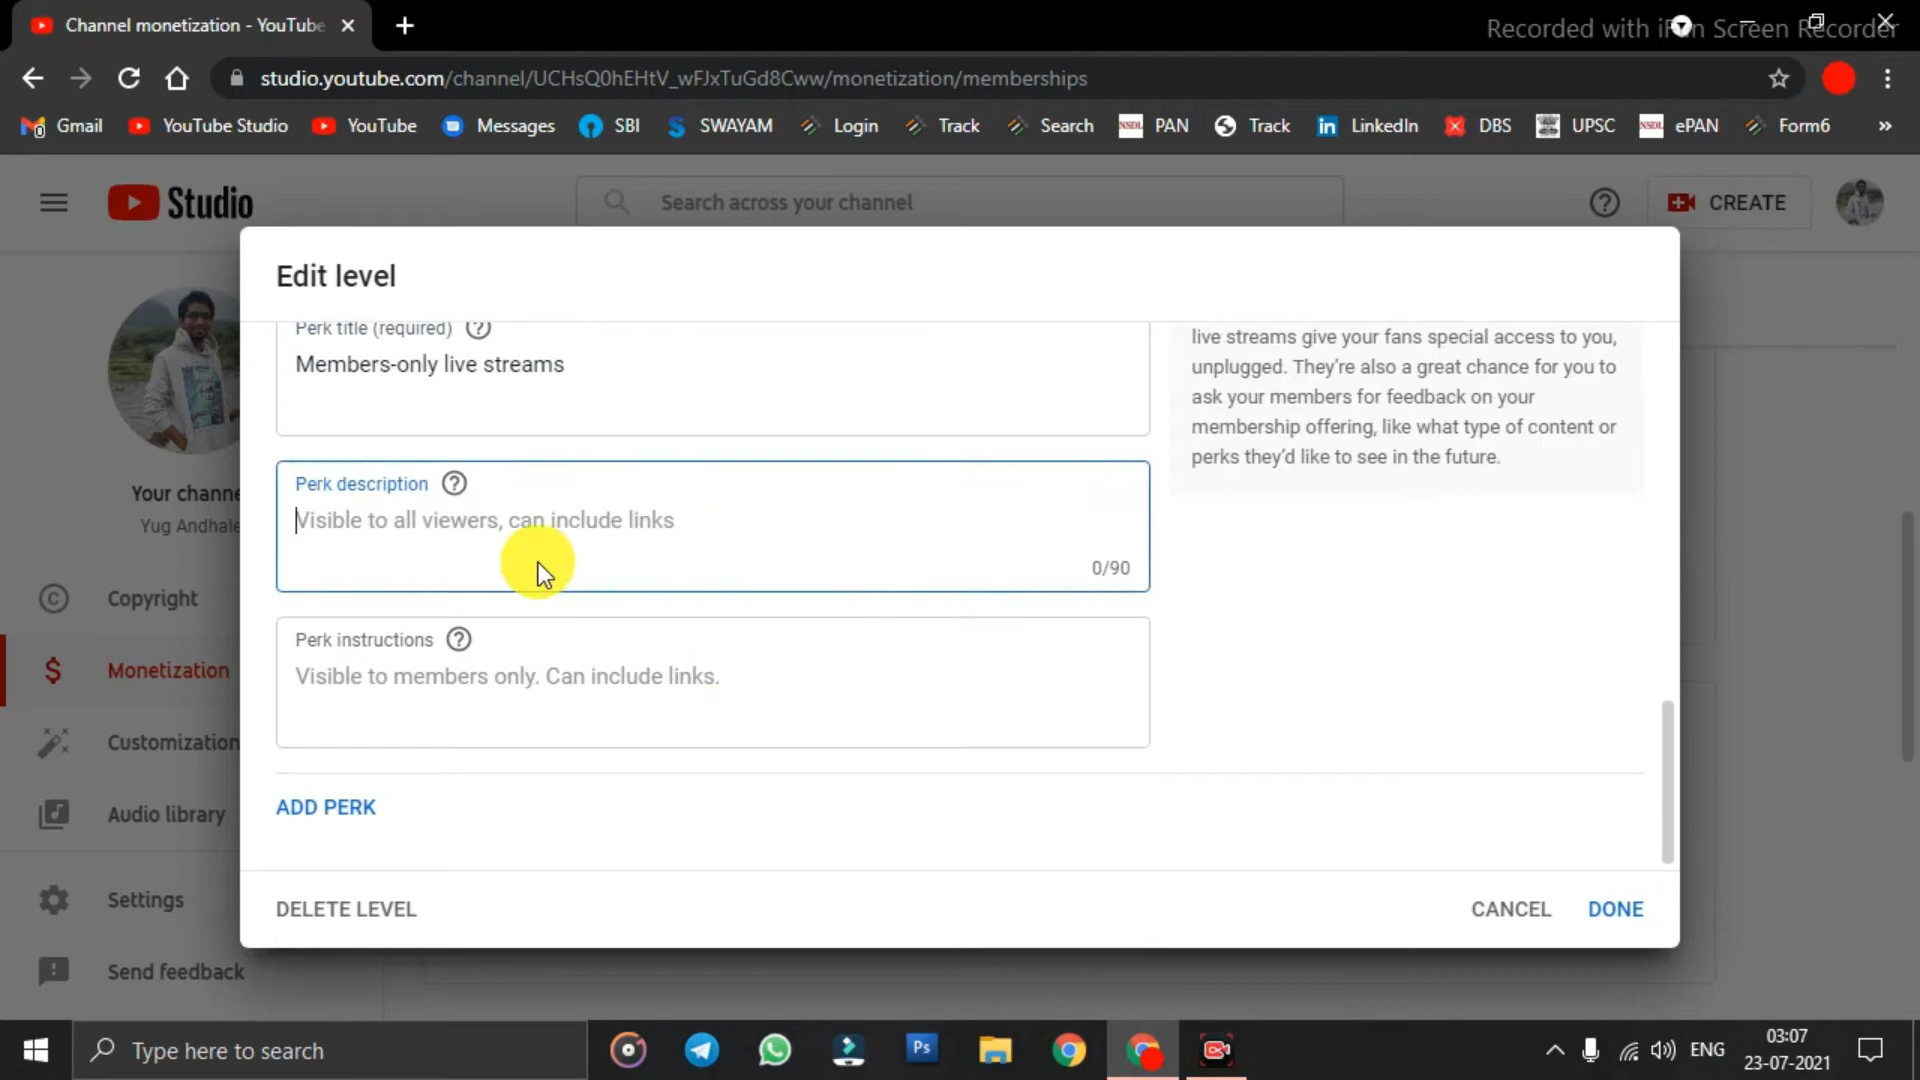 Channel monetization - YouTube
Recorded with iFun Screen Recorder
studio.youtube.com/channel/UCHsQ0hEHtV_wFJxTuGd8Cww/monetization/memberships
Gmail YouTube Studio YouTube Messages SBI SWAYAM Login Track Search PAN Track LinkedIn DBS UPSC ePAN Form6
Studio
Search across your channel
CREATE
Edit level
Perk title (required)
Members-only live streams
live streams give your fans special access to you,
unplugged. They're also a great chance for you to
ask your members for feedback on your
membership offering, like what type of content or
perks they'd like to see in the future.
Perk description
Visible to all viewers, can include links
0/90
Perk instructions
Visible to members only. Can include links.
ADD PERK
DELETE LEVEL
CANCEL DONE
Your channe
Yug Andhale
Copyright
Monetization
Customization
Audio library
Settings
Send feedback
Type here to search
Ps
ENG
03:07
23-07-2021